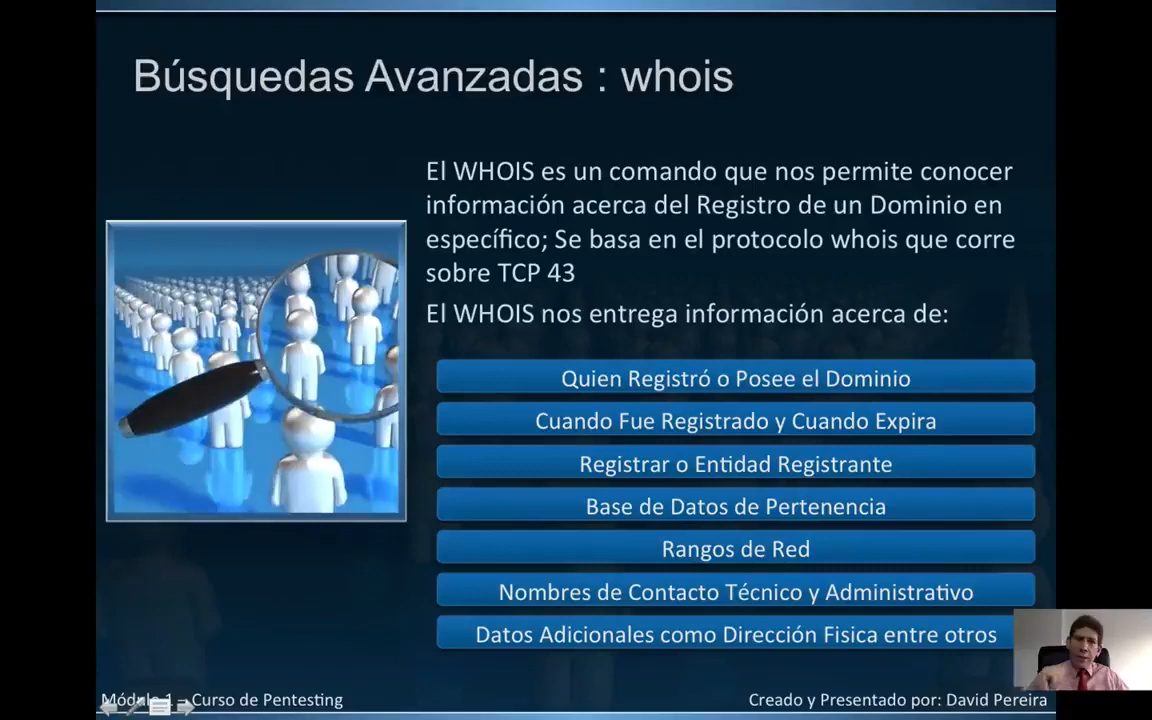 Búsquedas Avanzadas : whois
El WHOIS es un comando que nos permite conocer
información acerca del Registro de un Dominio en
específico; Se basa en el protocolo whois que corre
sobre TCP 43
El WHOIS nos entrega información acerca de:
Quien Registró o Posee el Dominio
Cuando Fue Registrado y Cuando Expira
Registrar o Entidad Registrante
Base de Datos de Pertenencia
Rangos de Red
Nombres de Contacto Técnico y Administrativo
Datos Adicionales como Dirección Fisica entre otros
Módulo 1 – Curso de Pentesting
Creado y Presentado por: David Pereira